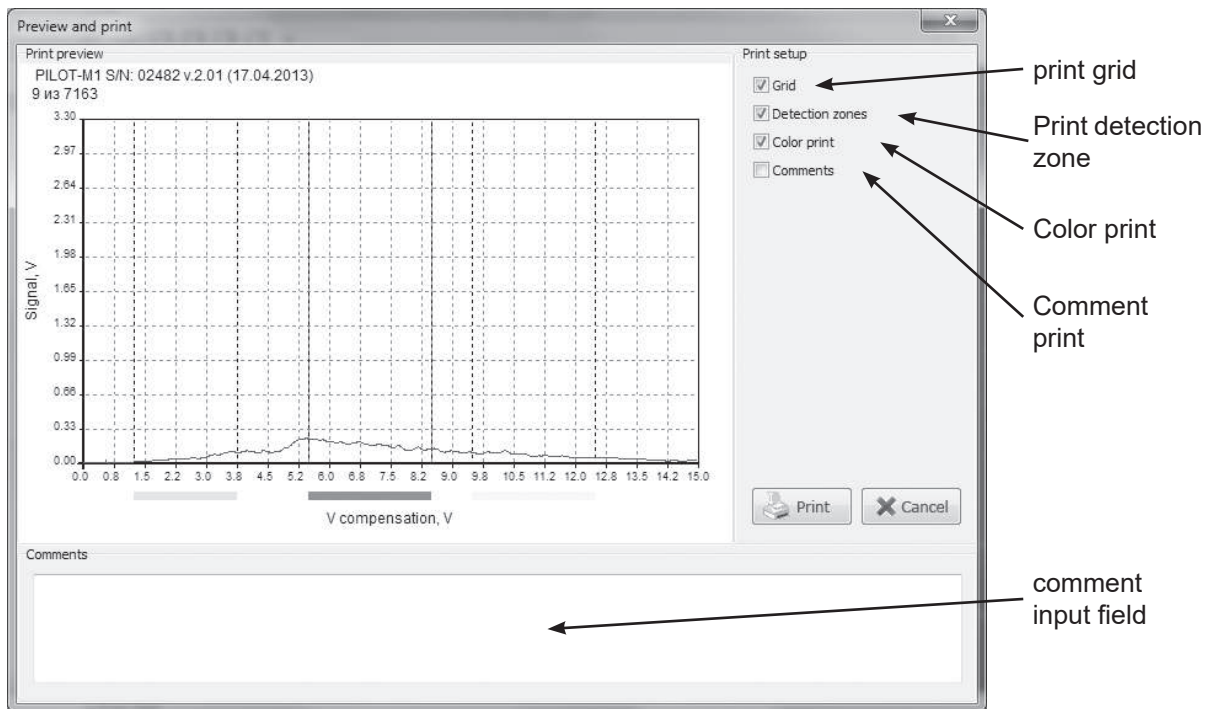 Preview and print
Print preview
PILOT-M1 S/N: 02482 v.2.01 (17.04.2013)
9 из 7163
3.30
2.97
2.64
2.31
1.98
1.65
1.32
0.99
0.66
0.33
0.00
Signal, V
0.0 0.8 1.5 2.2 3.0 3.8 4.5 5.2 6.0 6.8 7.5 8.2 9.0 9.8 10.5 11.2 12.0 12.8 13.5 14.2 15.0
V compensation, V
Print setup
Grid
Detection zones
Color print
Comments
Print
Cancel
Comments
print grid
Print detection
zone
Color print
Comment
print
comment
input field